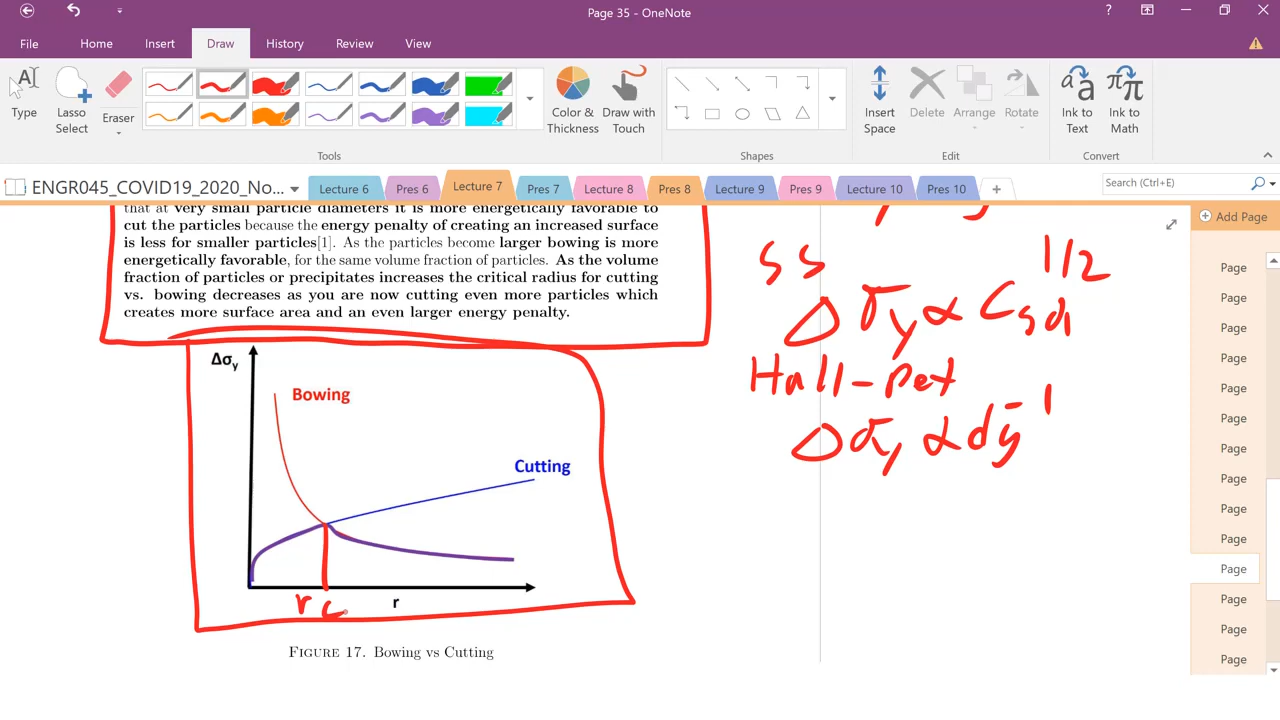 Page 35 - OneNote
File Home Insert Draw History Review View
Type
Lasso Select
Eraser
Color & Thickness
Draw with Touch
Insert Space
Delete
Arrange
Rotate
Ink to Text
Ink to Math
Tools
Shapes
Edit
Convert
ENGR045_COVID19_2020_No...
Lecture 6 Pres 6 Lecture 7 Pres 7 Lecture 8 Pres 8 Lecture 9 Pres 9 Lecture 10 Pres 10
Search (Ctrl+E)
Add Page
Page
Page
Page
Page
Page
Page
Page
Page
Page
Page
Page
Page
Page
Page
that at very small particle diameters it is more energetically favorable to
cut the particles because the energy penalty of creating an increased surface
is less for smaller particles[1]. As the particles become larger bowing is more
energetically favorable, for the same volume fraction of particles. As the volume
fraction of particles or precipitates increases the critical radius for cutting
vs. bowing decreases as you are now cutting even more particles which
creates more surface area and an even larger energy penalty.
Δσy
Bowing
Cutting
r c
r
FIGURE 17. Bowing vs Cutting
SS
1/2
Δσy α Css
Hall-Pet
Δσy α dg - 1